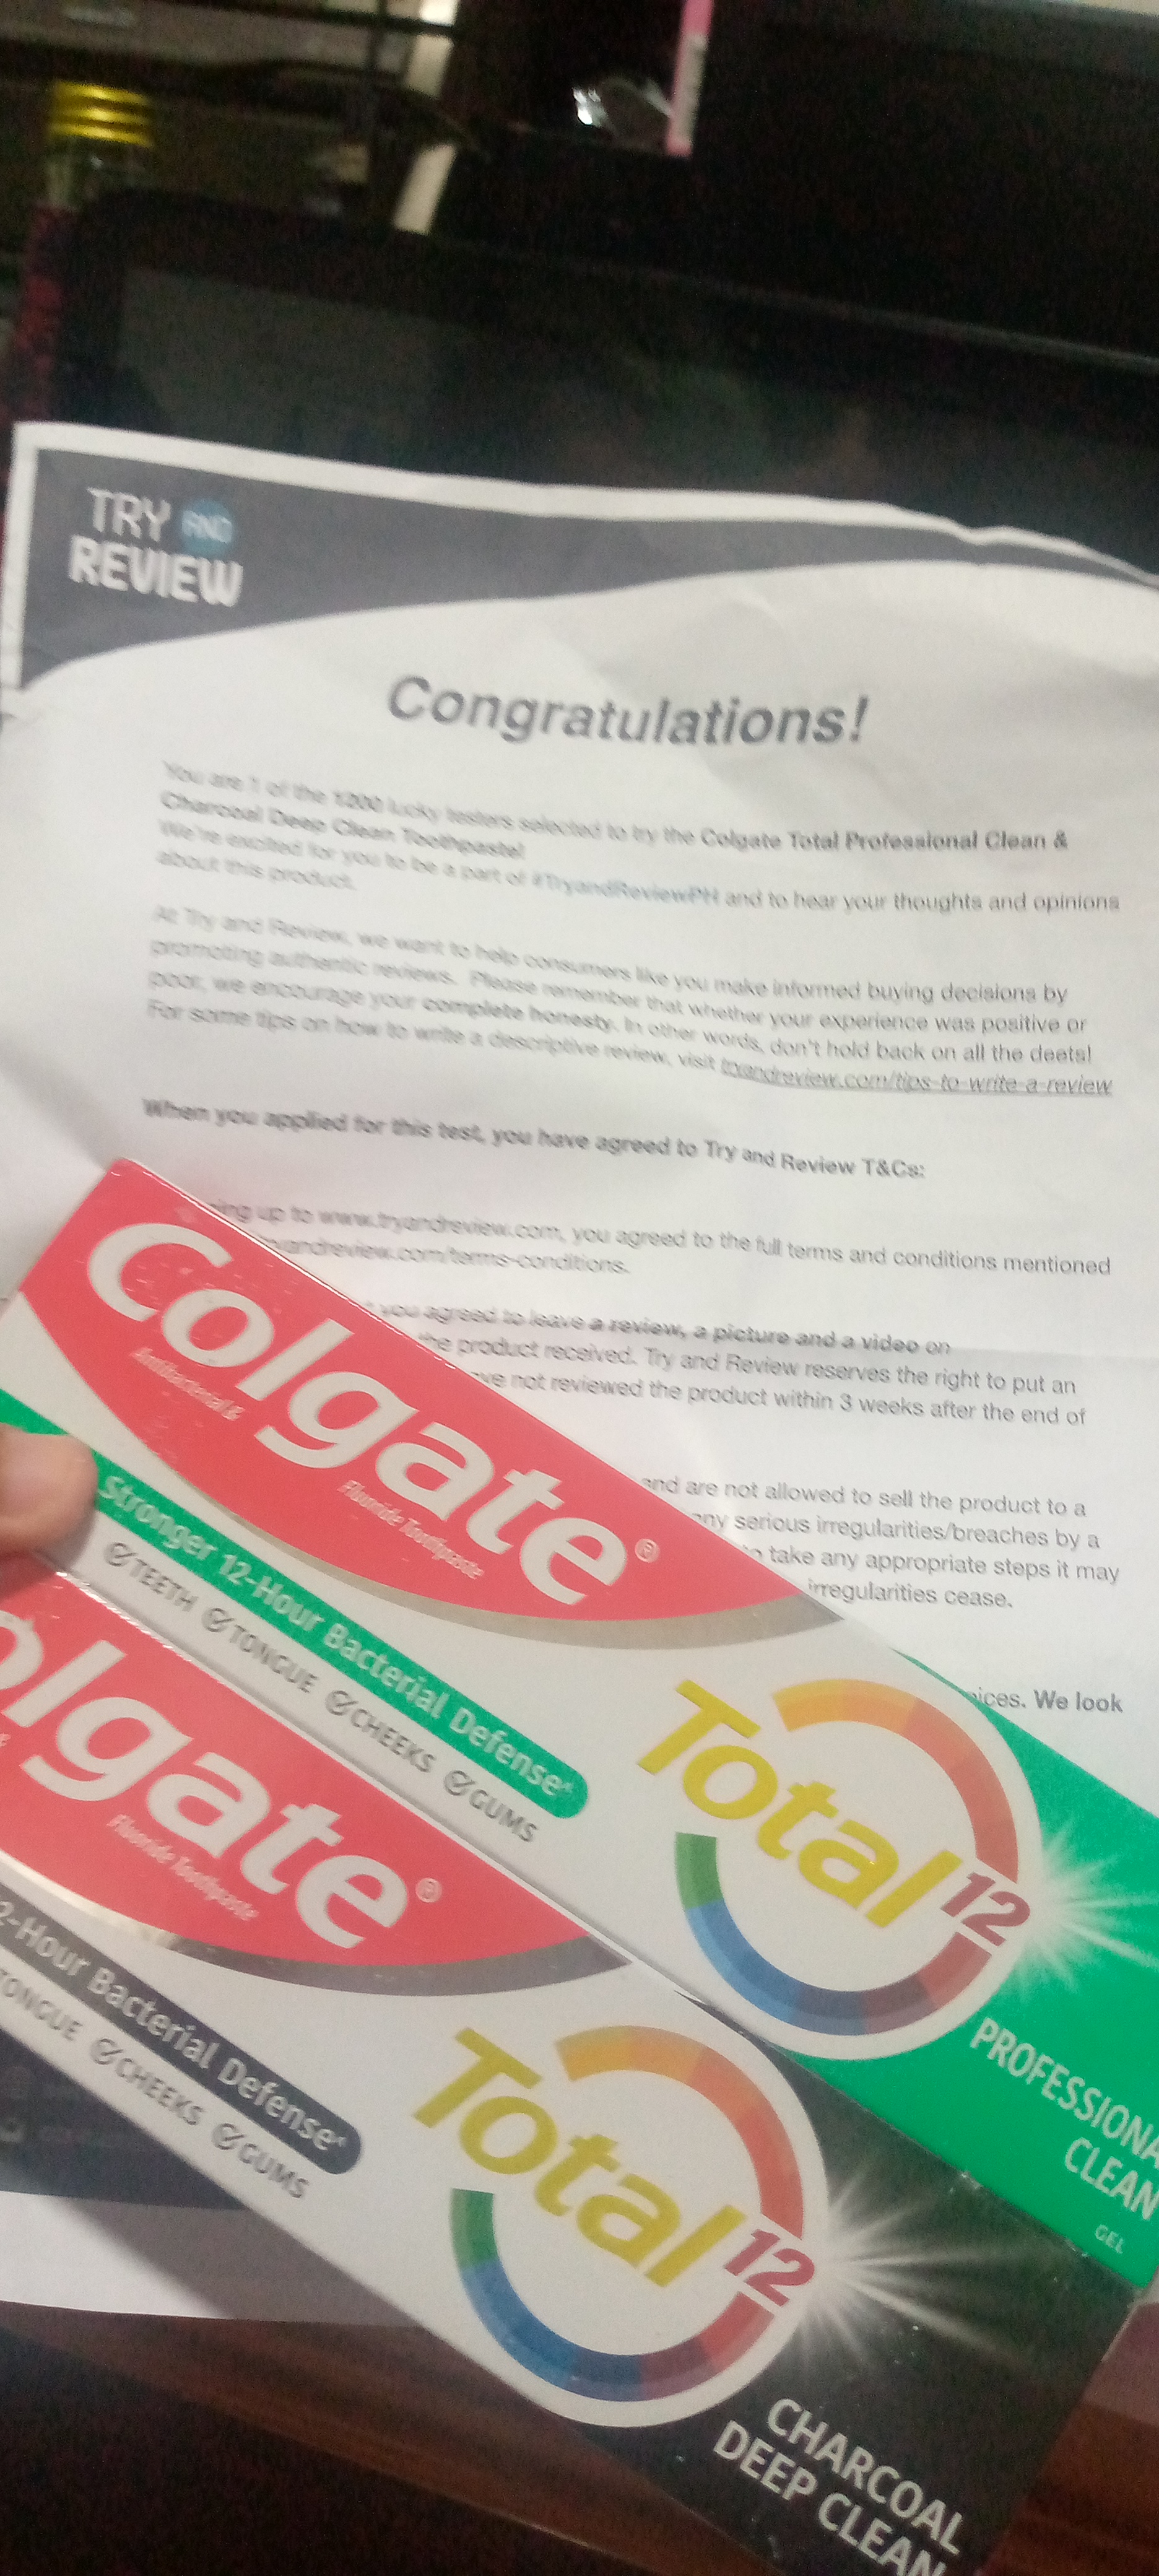 TRY AND
REVIEW
Congratulations!
You are 1 of the 1200 lucky testers selected to try the Colgate Total Professional Clean &
Charcoal Deep Clean Toothpaste!
We're excited for you to be a part of #TryandReviewPH and to hear your thoughts and opinions
about this product.
At Try and Review, we want to help consumers like you make informed buying decisions by
promoting authentic reviews. Please remember that whether your experience was positive or
poor, we encourage your complete honesty. In other words, don't hold back on all the deets!
For some tips on how to write a descriptive review, visit tryandreview.com/tips-to-write-a-review
When you applied for this test, you have agreed to Try and Review T&Cs:
up to www.tryandreview.com, you agreed to the full terms and conditions mentioned
yandreview.com/terms-conditions.
you agreed to leave a review, a picture and a video on
the product received. Try and Review reserves the right to put an
ve not reviewed the product within 3 weeks after the end of
and are not allowed to sell the product to a
any serious irregularities/breaches by a
to take any appropriate steps it may
irregularities cease.
ices. We look
Colgate®
Antibacterial &
Fluoride Toothpaste
Stronger 12-Hour Bacterial Defense^
TEETH TONGUE CHEEKS GUMS
Total 12
PROFESSIONA
CLEAN
GEL
olgate®
Fluoride Toothpaste
2-Hour Bacterial Defense^
TONGUE CHEEKS GUMS
Total 12
CHARCOAL
DEEP CLEAN